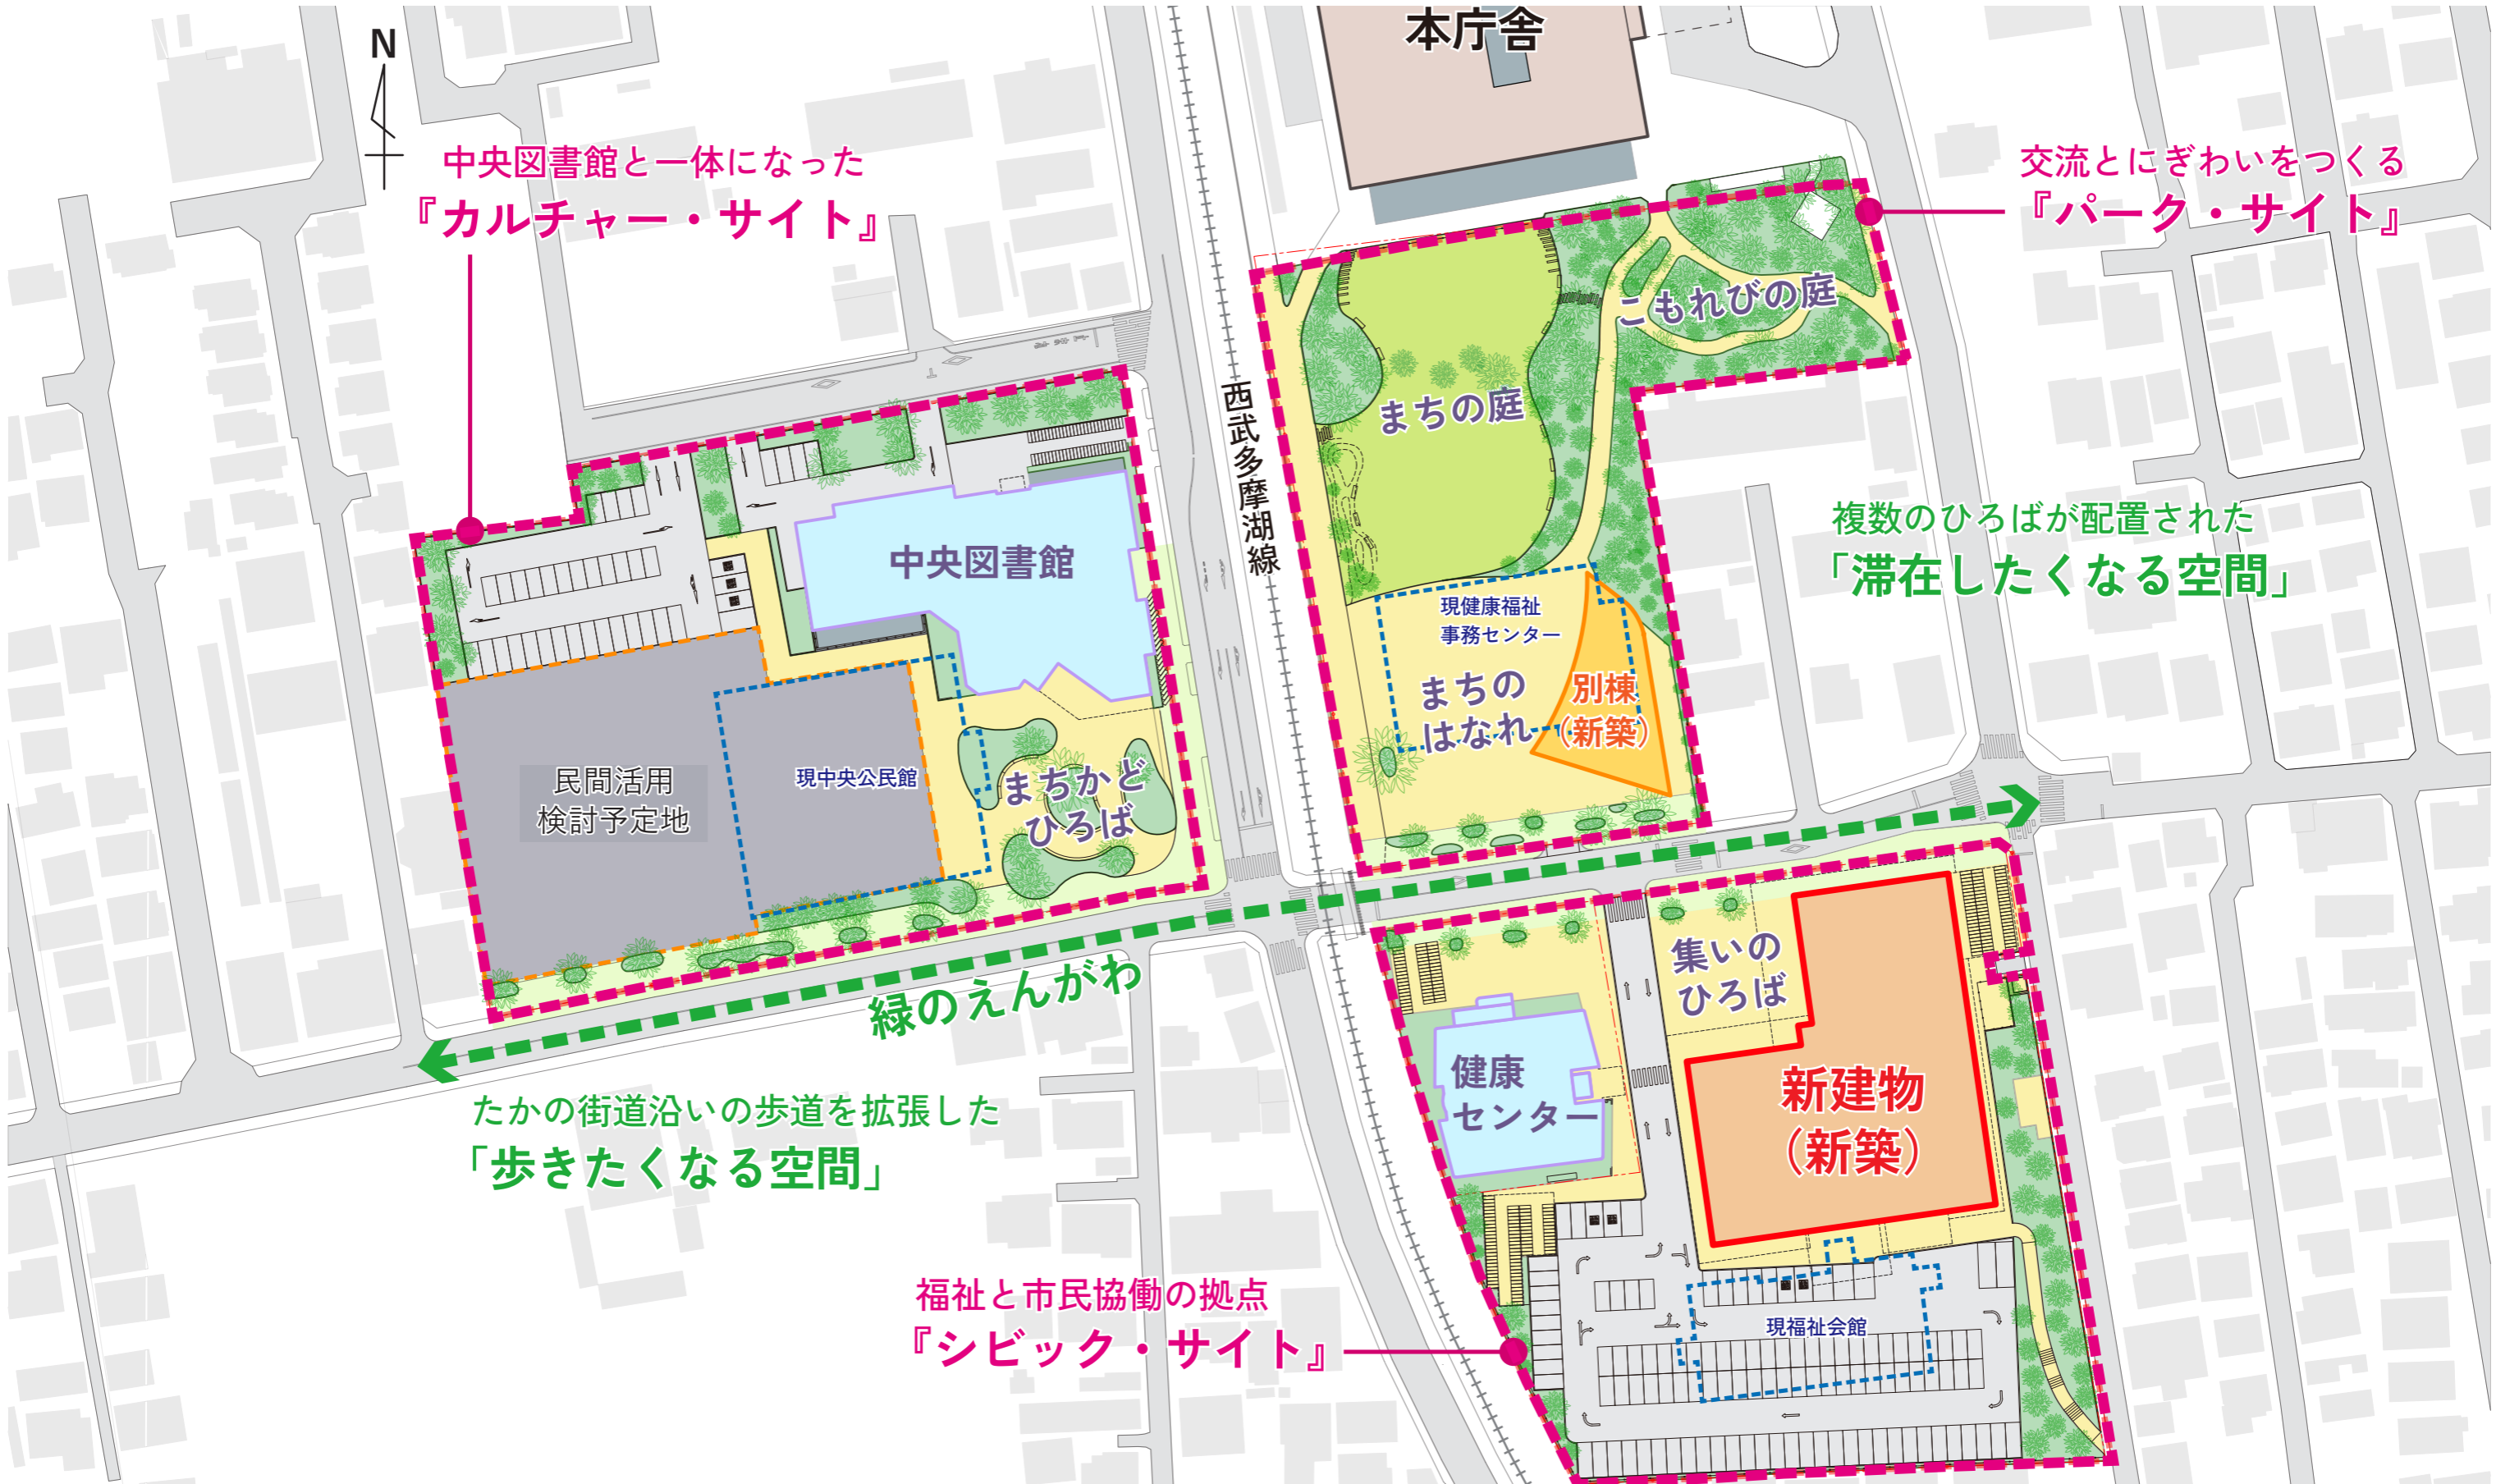 本庁舎
N
中央図書館と一体になった
『カルチャー・サイト』
交流とにぎわいをつくる
『パーク・サイト』
こもれびの庭
まちの庭
西武多摩湖線
複数のひろばが配置された
「滞在したくなる空間」
中央図書館
現健康福祉
事務センター
まちの
はなれ
別棟
(新築)
民間活用
検討予定地
現中央公民館
まちかど
ひろば
緑のえんがわ
集いの
ひろば
健康
センター
新建物
(新築)
たかの街道沿いの歩道を拡張した
「歩きたくなる空間」
福祉と市民協働の拠点
『シビック・サイト』
現福祉会館